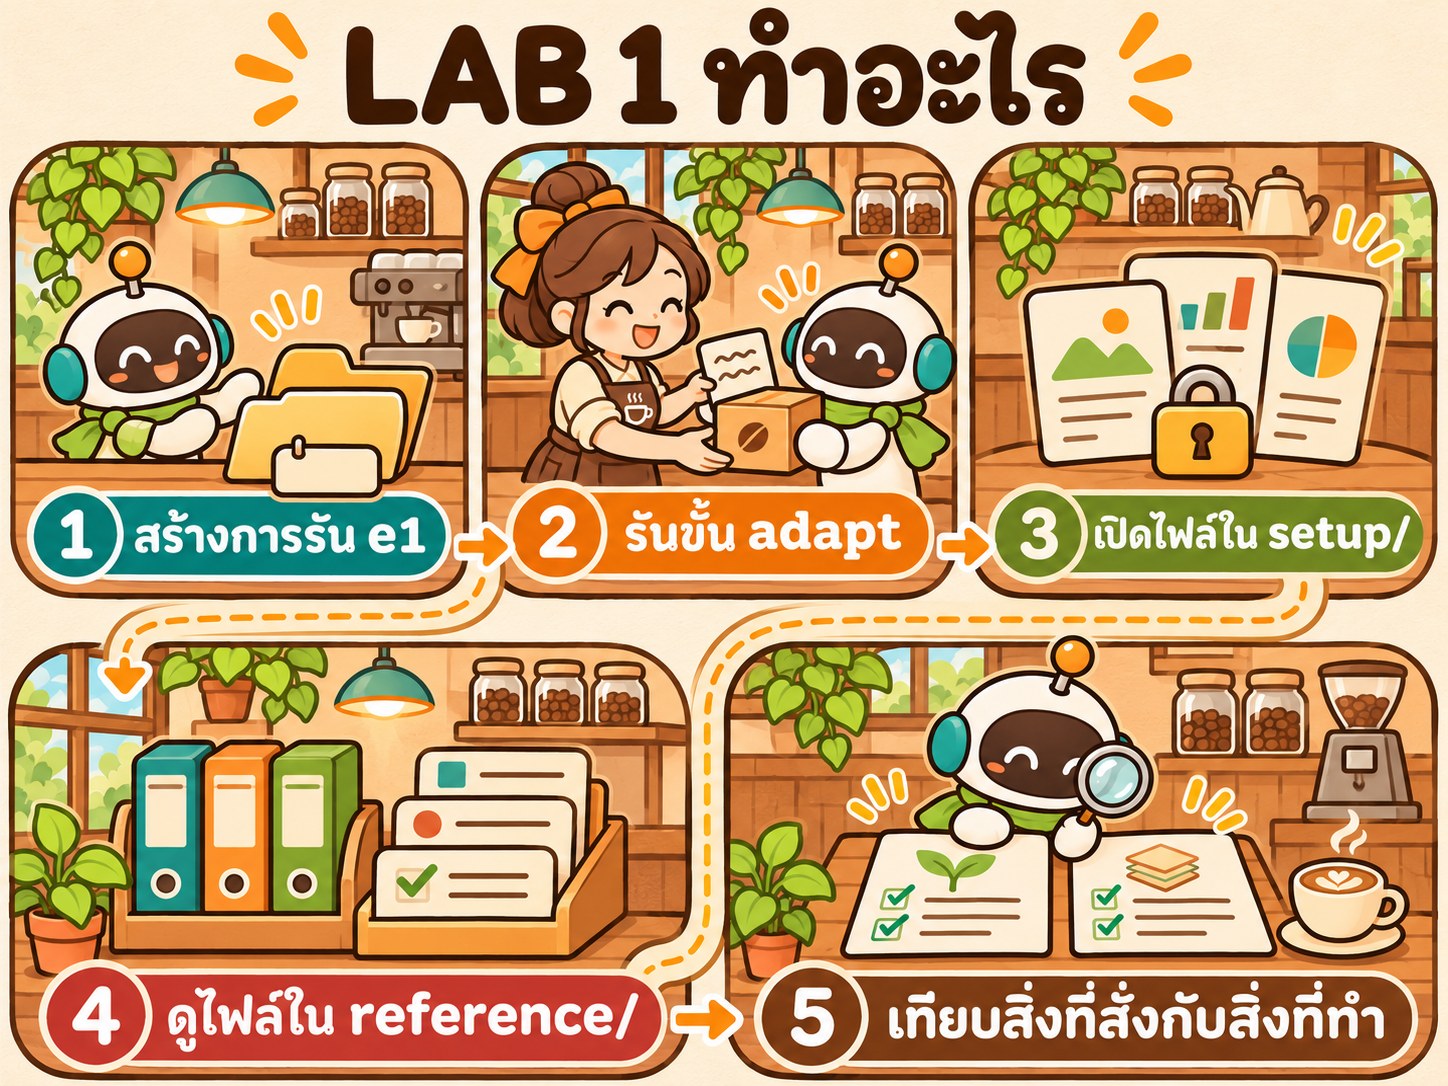 LAB 1 ทำอะไร
1 สร้างการรัน e1
2 รันขั้น adapt
3 เปิดไฟล์ใน setup/
4 ดูไฟล์ใน reference/
5 เทียบสิ่งที่สั่งกับสิ่งที่ทำ